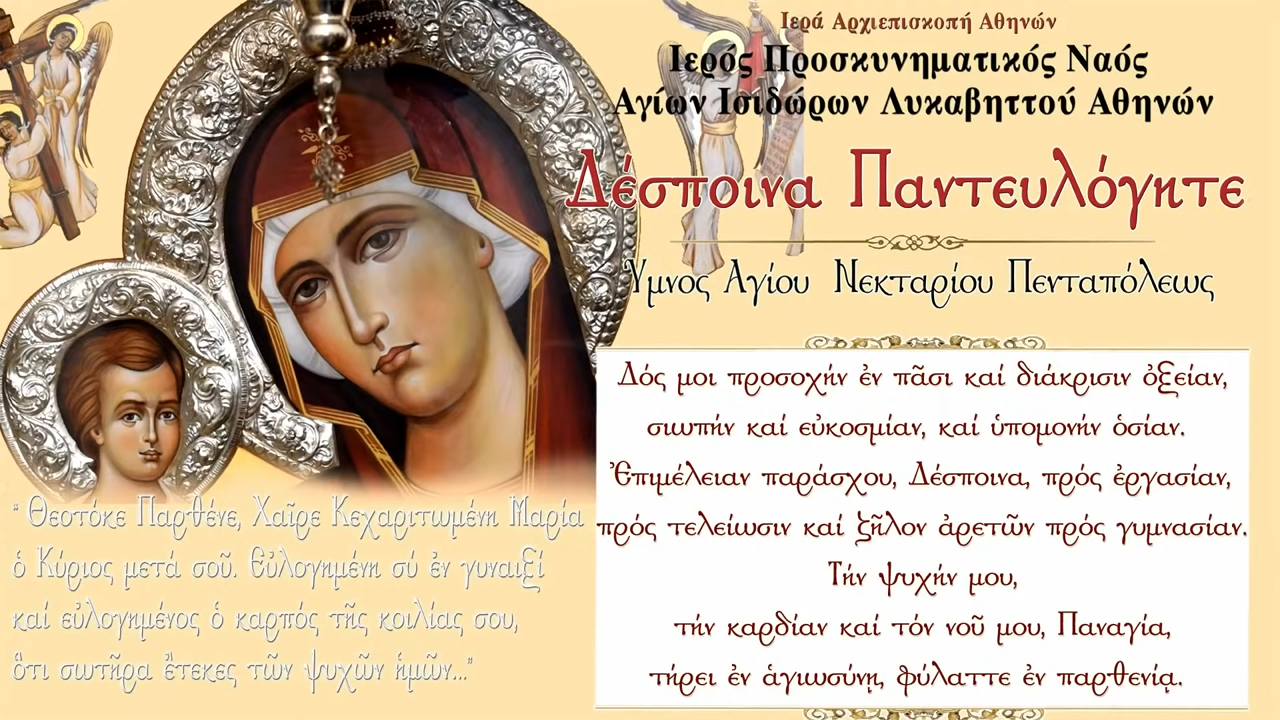 Ιερά Αρχιεπισκοπή Αθηνών
Ιερός Προσκυνηματικός Ναός
Αγίων Ισιδώρων Λυκαβηττού Αθηνών
Δέσποινα Παντευλόγητε
Ύμνος Αγίου Νεκταρίου Πενταπόλεως
Δός μοι προσοχήν ἐν πᾶσι καί διάκρισιν ὀξείαν,
σιωπήν καί εὐκοσμίαν, καί ὑπομονήν ὁσίαν.
Ἐπιμέλειαν παράσχου, Δέσποινα, πρός ἐργασίαν,
πρός τελείωσιν καί ζῆλον ἀρετῶν πρός γυμνασίαν.
Τήν ψυχήν μου,
τήν καρδίαν καί τόν νοῦ μου, Παναγία,
τήρει ἐν ἁγιωσύνῃ, φύλαττε ἐν παρθενίᾳ.
" Θεοτόκε Παρθένε, Χαῖρε Κεχαριτωμένη Μαρία
ὁ Κύριος μετά σοῦ. Εὐλογημένη σύ ἐν γυναιξί
καί εὐλογημένος ὁ καρπός τῆς κοιλίας σου,
ὅτι σωτῆρα ἔτεκες τῶν ψυχῶν ἡμῶν..."